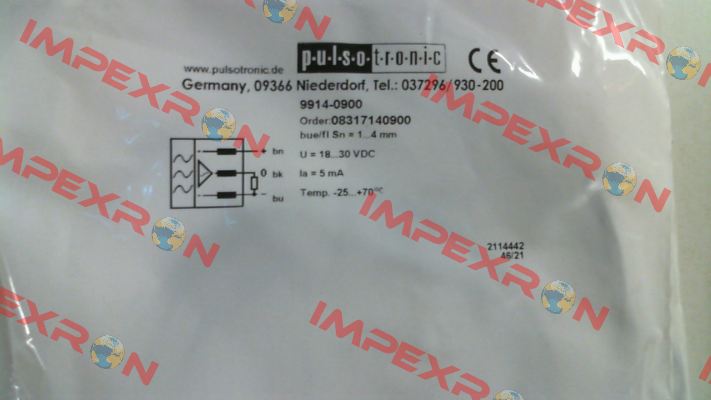 IMPEXRON
IMPEXRON
p·u·l·s·o·t·r·o·n·i·c CE
www.pulsotronic.de
Germany, 09366 Niederdorf, Tel.: 037296/930-200
9914-0900
Order:08317140900
bue/fl Sn = 1...4 mm
+ bn
U = 18...30 VDC
0 bk
Ia = 5 mA
- bu
Temp. -25...+70°C
IMPEXRON
IMPEXRON
IMPEXRON
2114442
46/21
IMPEXRON
IMPEXRON
IMPEXRON